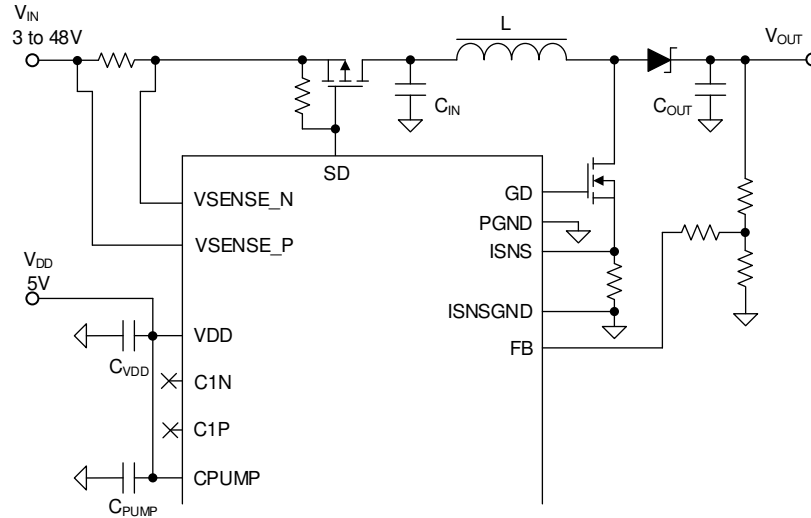 VIN
3 to 48V
L
VOUT
CIN
COUT
SD
GD
VSENSE_N
PGND
VSENSE_P
ISNS
VDD
5V
ISNSGND
VDD
FB
CVDD
C1N
C1P
CPUMP
CPUMP